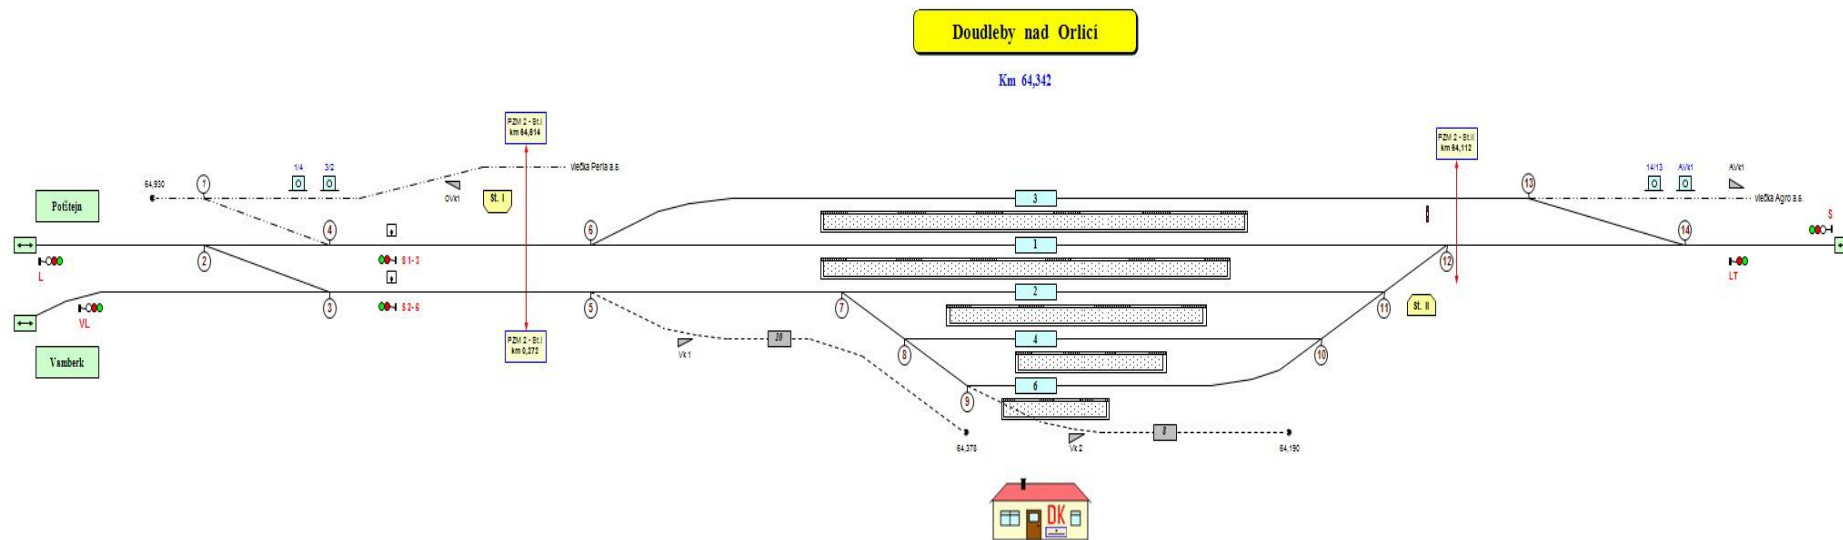 Doudleby nad Orlicí
Km 64,342
PZM 2 - St.I
km 64,614
PZM 2 - St.II
km 64,112
vlečka Perla a.s.
1/4
3/2
14/13
AVk1
AVk1
64,930
1
OVk1
St. I
3
13
vlečka Agro a.s.
Potštejn
S
4
6
14
1
L
2
S 1- 3
12
LT
2
VL
3
S 2- 6
5
7
11
St. II
PZM 2 - St.I
km 0,272
Vamberk
Vk 1
10
8
4
10
6
9
64,378
Vk 2
8
64,190
DK